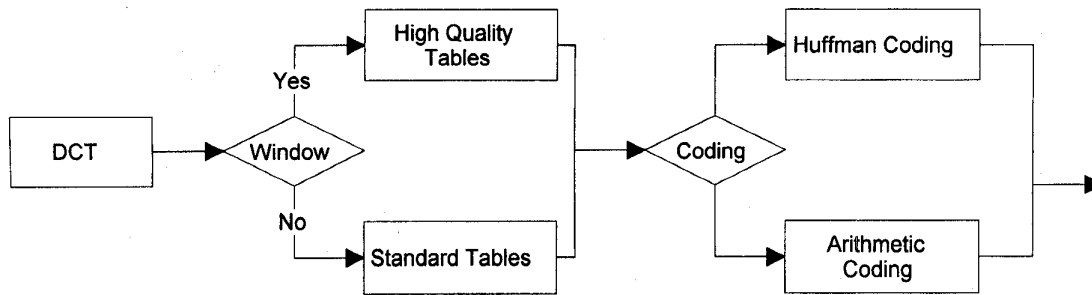 DCT
Window
Yes
No
High Quality
Tables
Standard Tables
Coding
Huffman Coding
Arithmetic
Coding